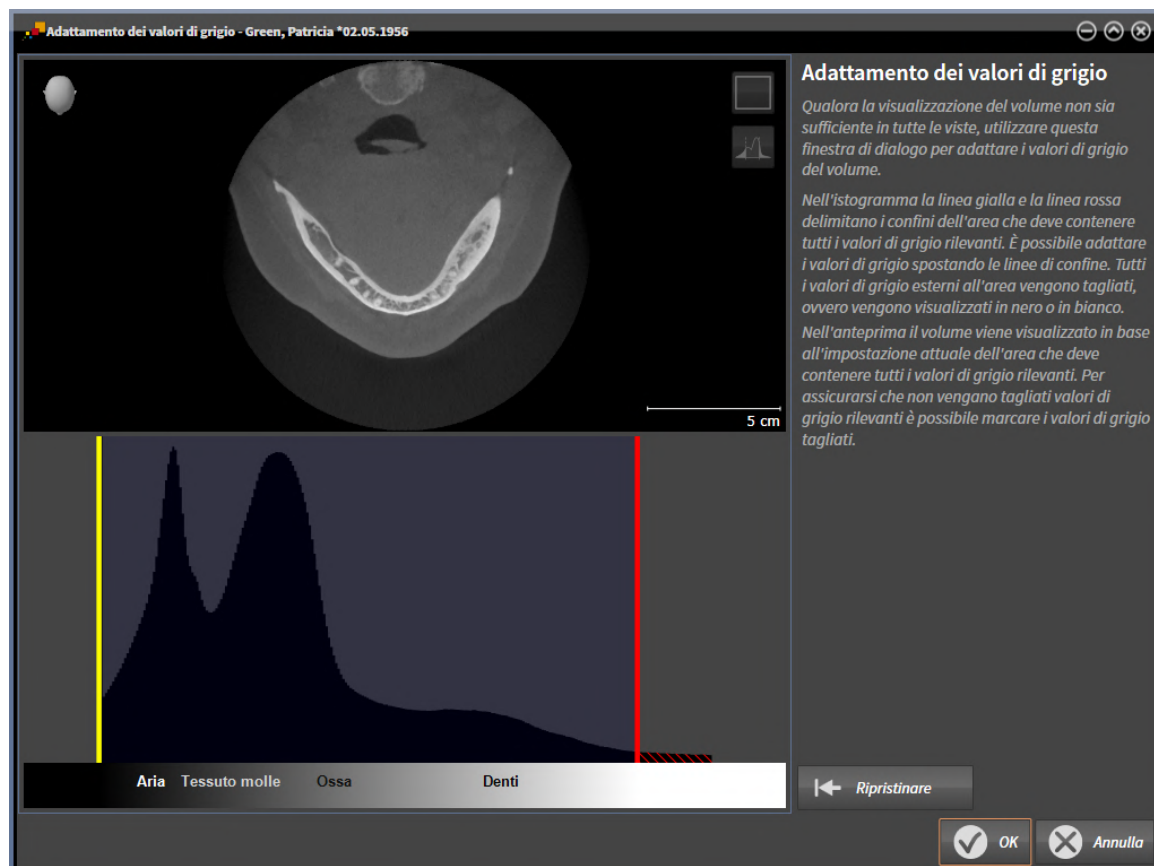 Adattamento dei valori di grigio - Green, Patricia *02.05.1956
Adattamento dei valori di grigio
Qualora la visualizzazione del volume non sia
sufficiente in tutte le viste, utilizzare questa
finestra di dialogo per adattare i valori di grigio
del volume.
Nell'istogramma la linea gialla e la linea rossa
delimitano i confini dell'area che deve contenere
tutti i valori di grigio rilevanti. È possibile adattare
i valori di grigio spostando le linee di confine. Tutti
i valori di grigio esterni all'area vengono tagliati,
ovvero vengono visualizzati in nero o in bianco.
Nell'anteprima il volume viene visualizzato in base
all'impostazione attuale dell'area che deve
contenere tutti i valori di grigio rilevanti. Per
assicurarsi che non vengano tagliati valori di
grigio rilevanti è possibile marcare i valori di grigio
tagliati.
5 cm
Aria Tessuto molle Ossa Denti
Ripristinare
OK Annulla